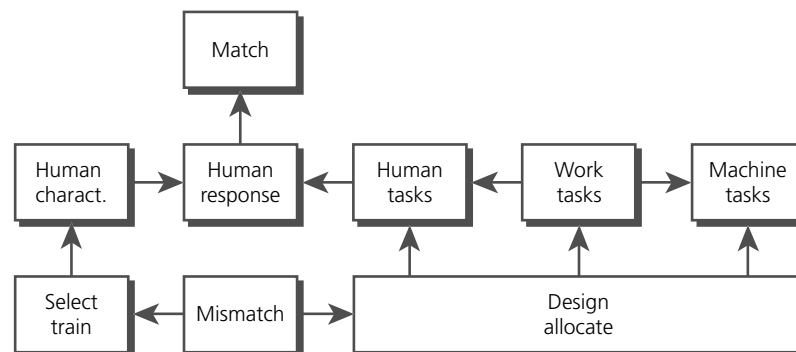 Match
Human
charact.
Human
response
Human
tasks
Work
tasks
Machine
tasks
Select
train
Mismatch
Design
allocate